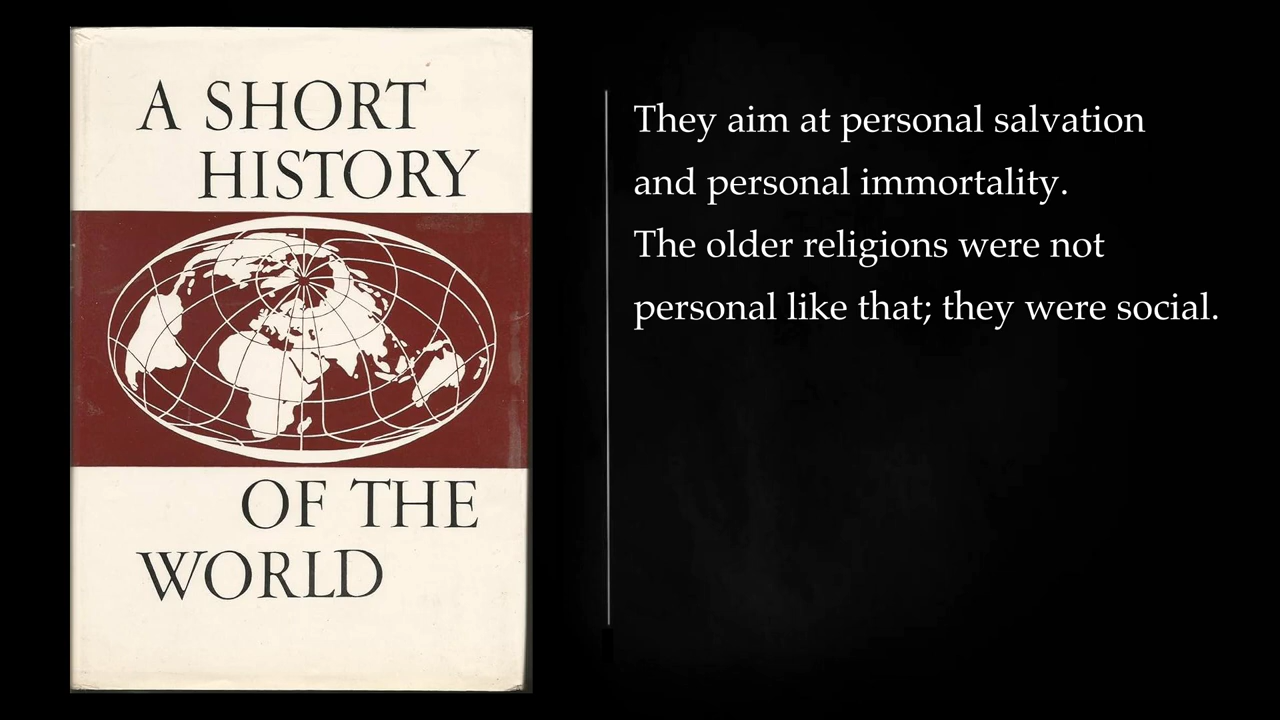 A SHORT
HISTORY
OF THE
WORLD
They aim at personal salvation
and personal immortality.
The older religions were not
personal like that; they were social.